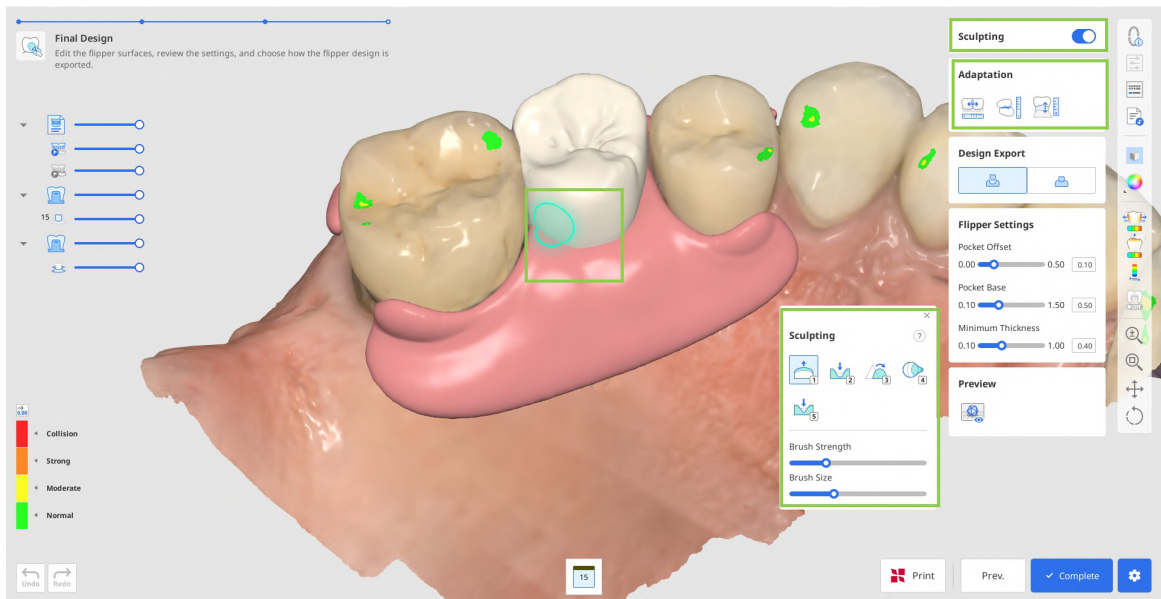 Final Design
Edit the flipper surfaces, review the settings, and choose how the flipper design is
exported.
15
0.00
Collision
Strong
Moderate
Normal
Undo
Redo
15
Sculpting
Adaptation
Design Export
Flipper Settings
Pocket Offset
0.00 0.50 0.10
Pocket Base
0.10 1.50 0.50
Minimum Thickness
0.10 1.00 0.40
Preview
Sculpting
?
1 2 3 4
5
Brush Strength
Brush Size
Print
Prev.
Complete